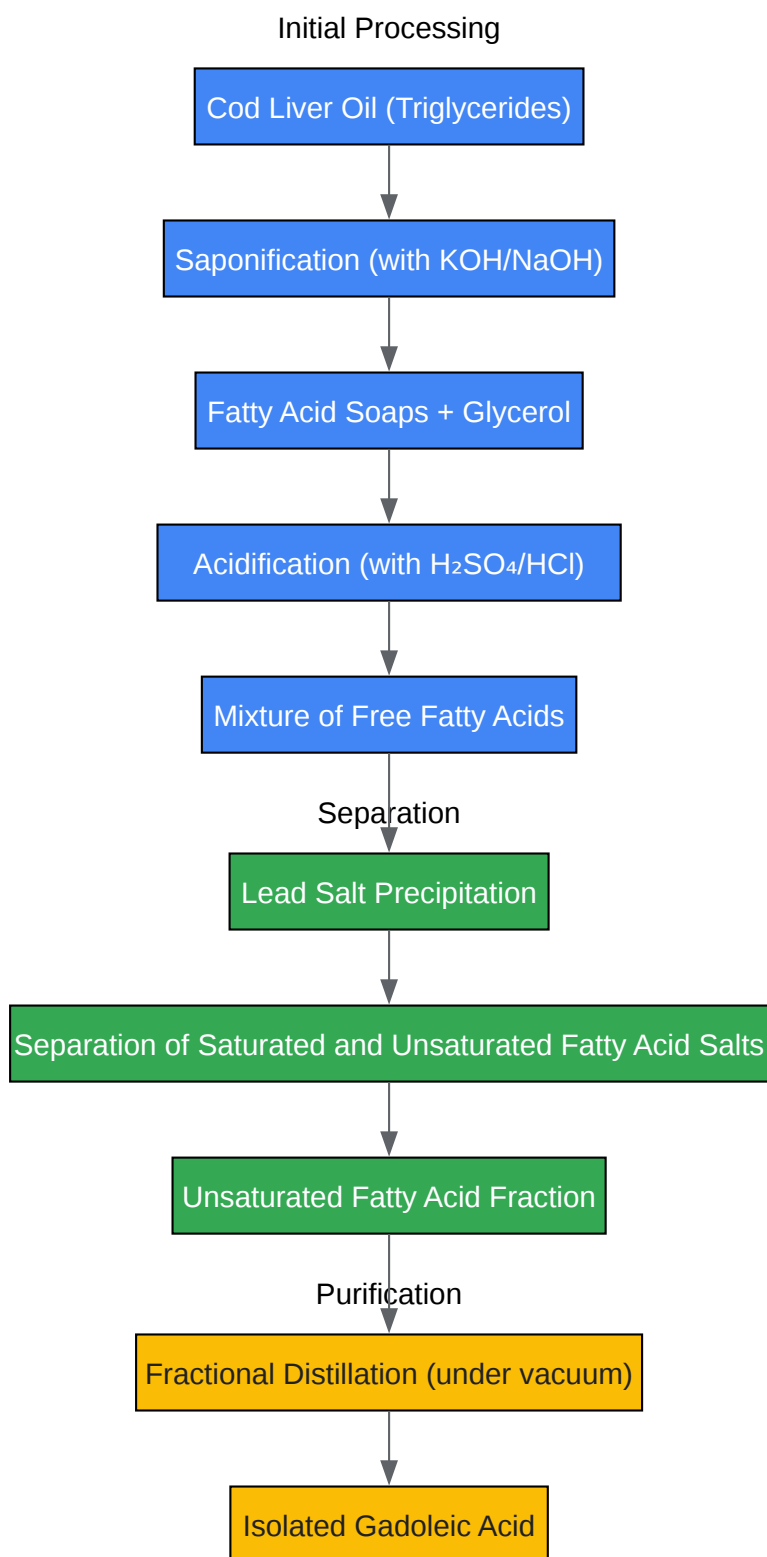 Initial Processing
Cod Liver Oil (Triglycerides)
Saponification (with KOH/NaOH)
Fatty Acid Soaps + Glycerol
Acidification (with H₂SO₄/HCl)
Mixture of Free Fatty Acids
Separation
Lead Salt Precipitation
Separation of Saturated and Unsaturated Fatty Acid Salts
Unsaturated Fatty Acid Fraction
Purification
Fractional Distillation (under vacuum)
Isolated Gadoleic Acid